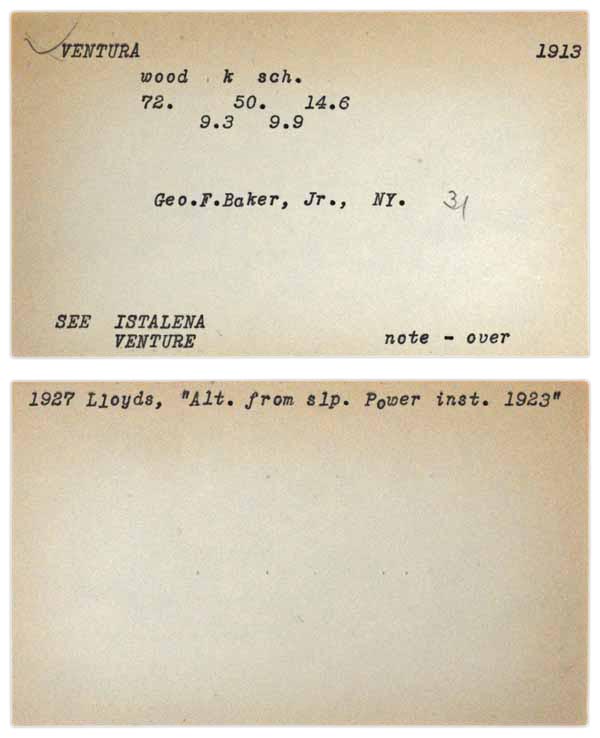 VENTURA 1913
wood k sch.
72. 50. 14.6
9.3 9.9
Geo.F.Baker, Jr., NY. 31
SEE ISTALENA
VENTURE note - over
1927 Lloyds, "Alt. from slp. Power inst. 1923"